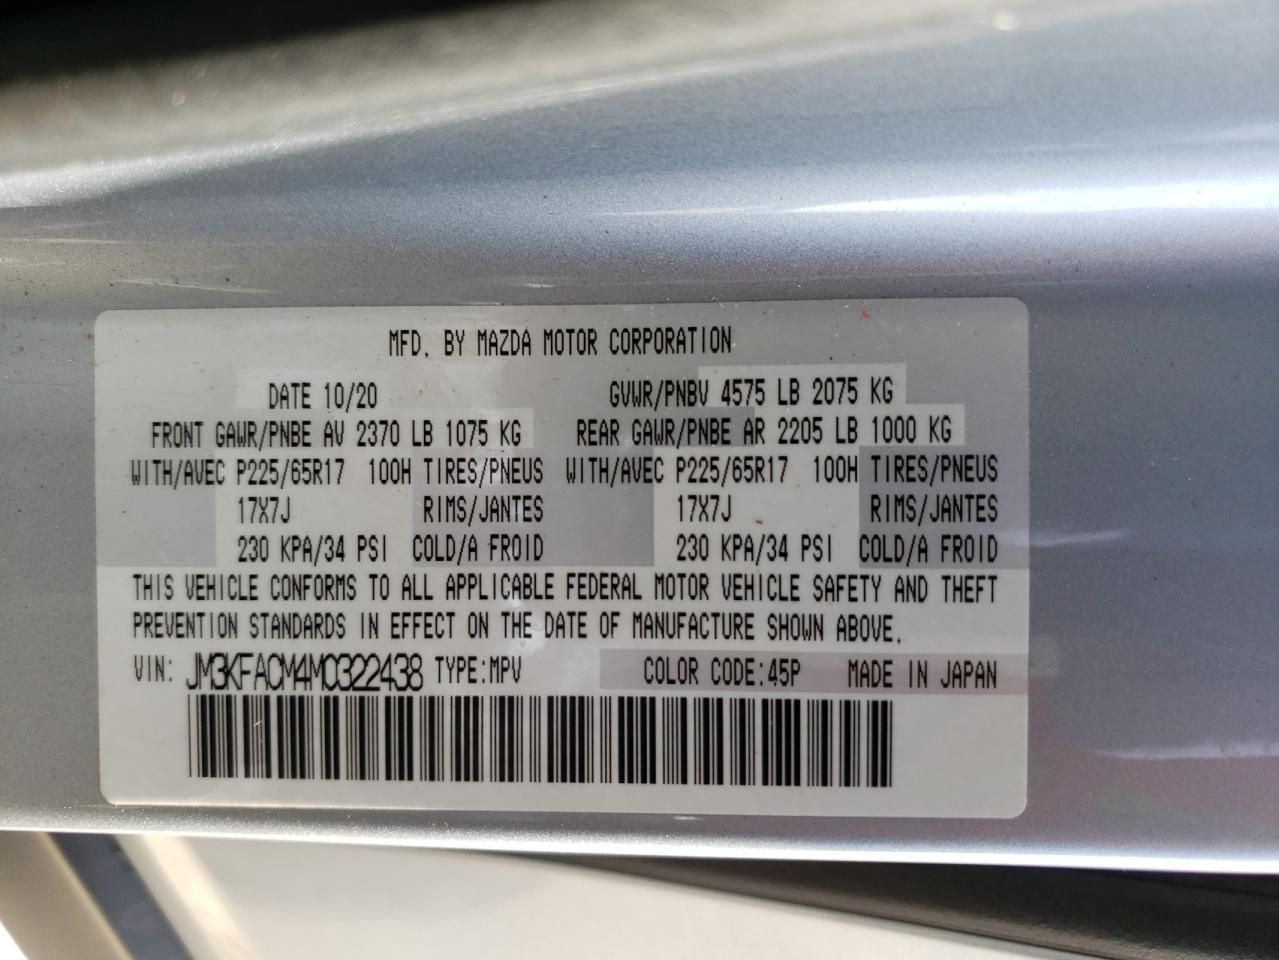 MFD. BY MAZDA MOTOR CORPORATION
DATE 10/20 GVWR/PNBV 4575 LB 2075 KG
FRONT GAWR/PNBE AV 2370 LB 1075 KG REAR GAWR/PNBE AR 2205 LB 1000 KG
WITH/AVEC P225/65R17 100H TIRES/PNEUS WITH/AVEC P225/65R17 100H TIRES/PNEUS
17X7J RIMS/JANTES 17X7J RIMS/JANTES
230 KPA/34 PSI COLD/A FROID 230 KPA/34 PSI COLD/A FROID
THIS VEHICLE CONFORMS TO ALL APPLICABLE FEDERAL MOTOR VEHICLE SAFETY AND THEFT
PREVENTION STANDARDS IN EFFECT ON THE DATE OF MANUFACTURE SHOWN ABOVE.
VIN: JM3KFACM4M0322438 TYPE:MPV COLOR CODE:45P MADE IN JAPAN